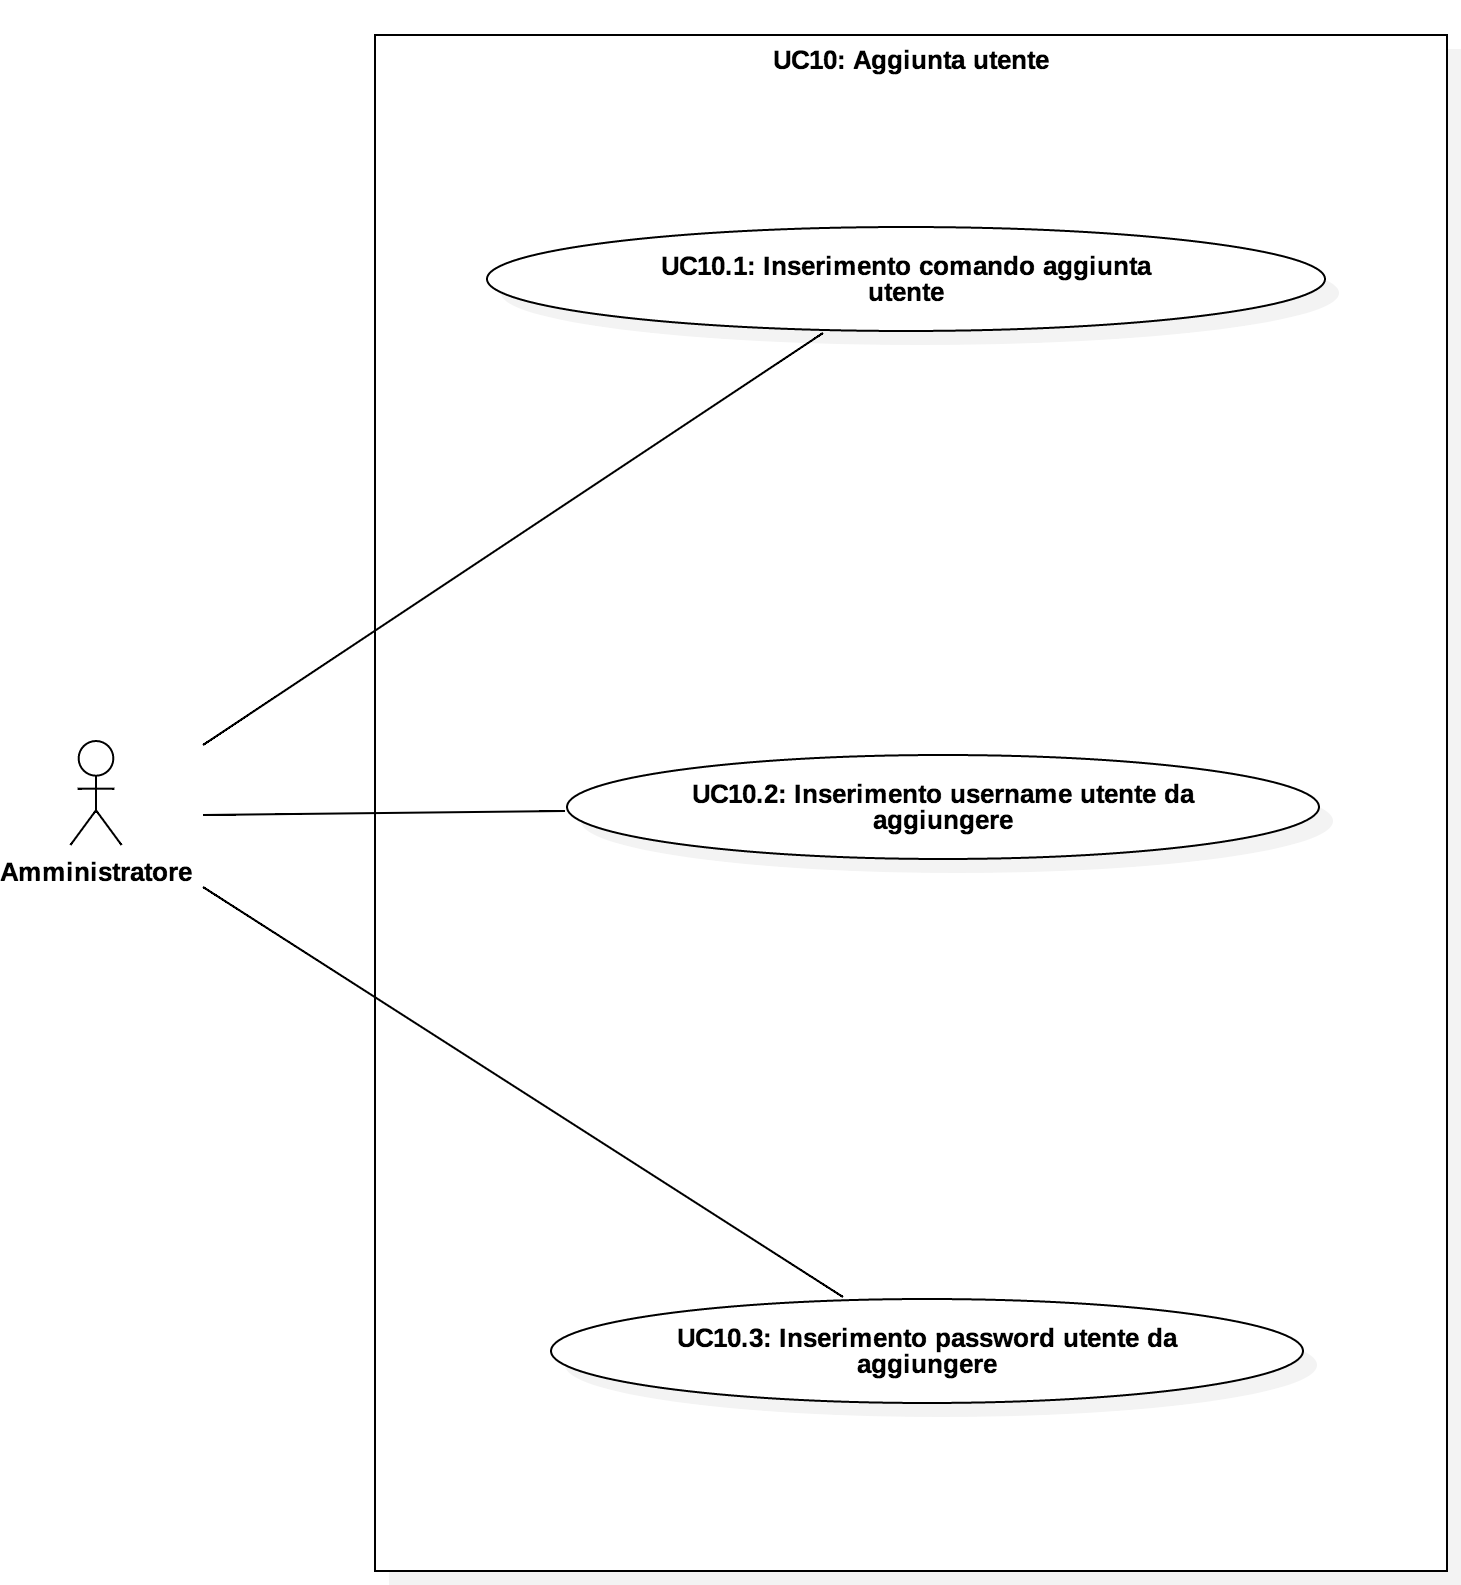 UC10: Aggiunta utente
UC10.1: Inserimento comando aggiunta
utente
UC10.2: Inserimento username utente da
aggiungere
Amministratore
UC10.3: Inserimento password utente da
aggiungere